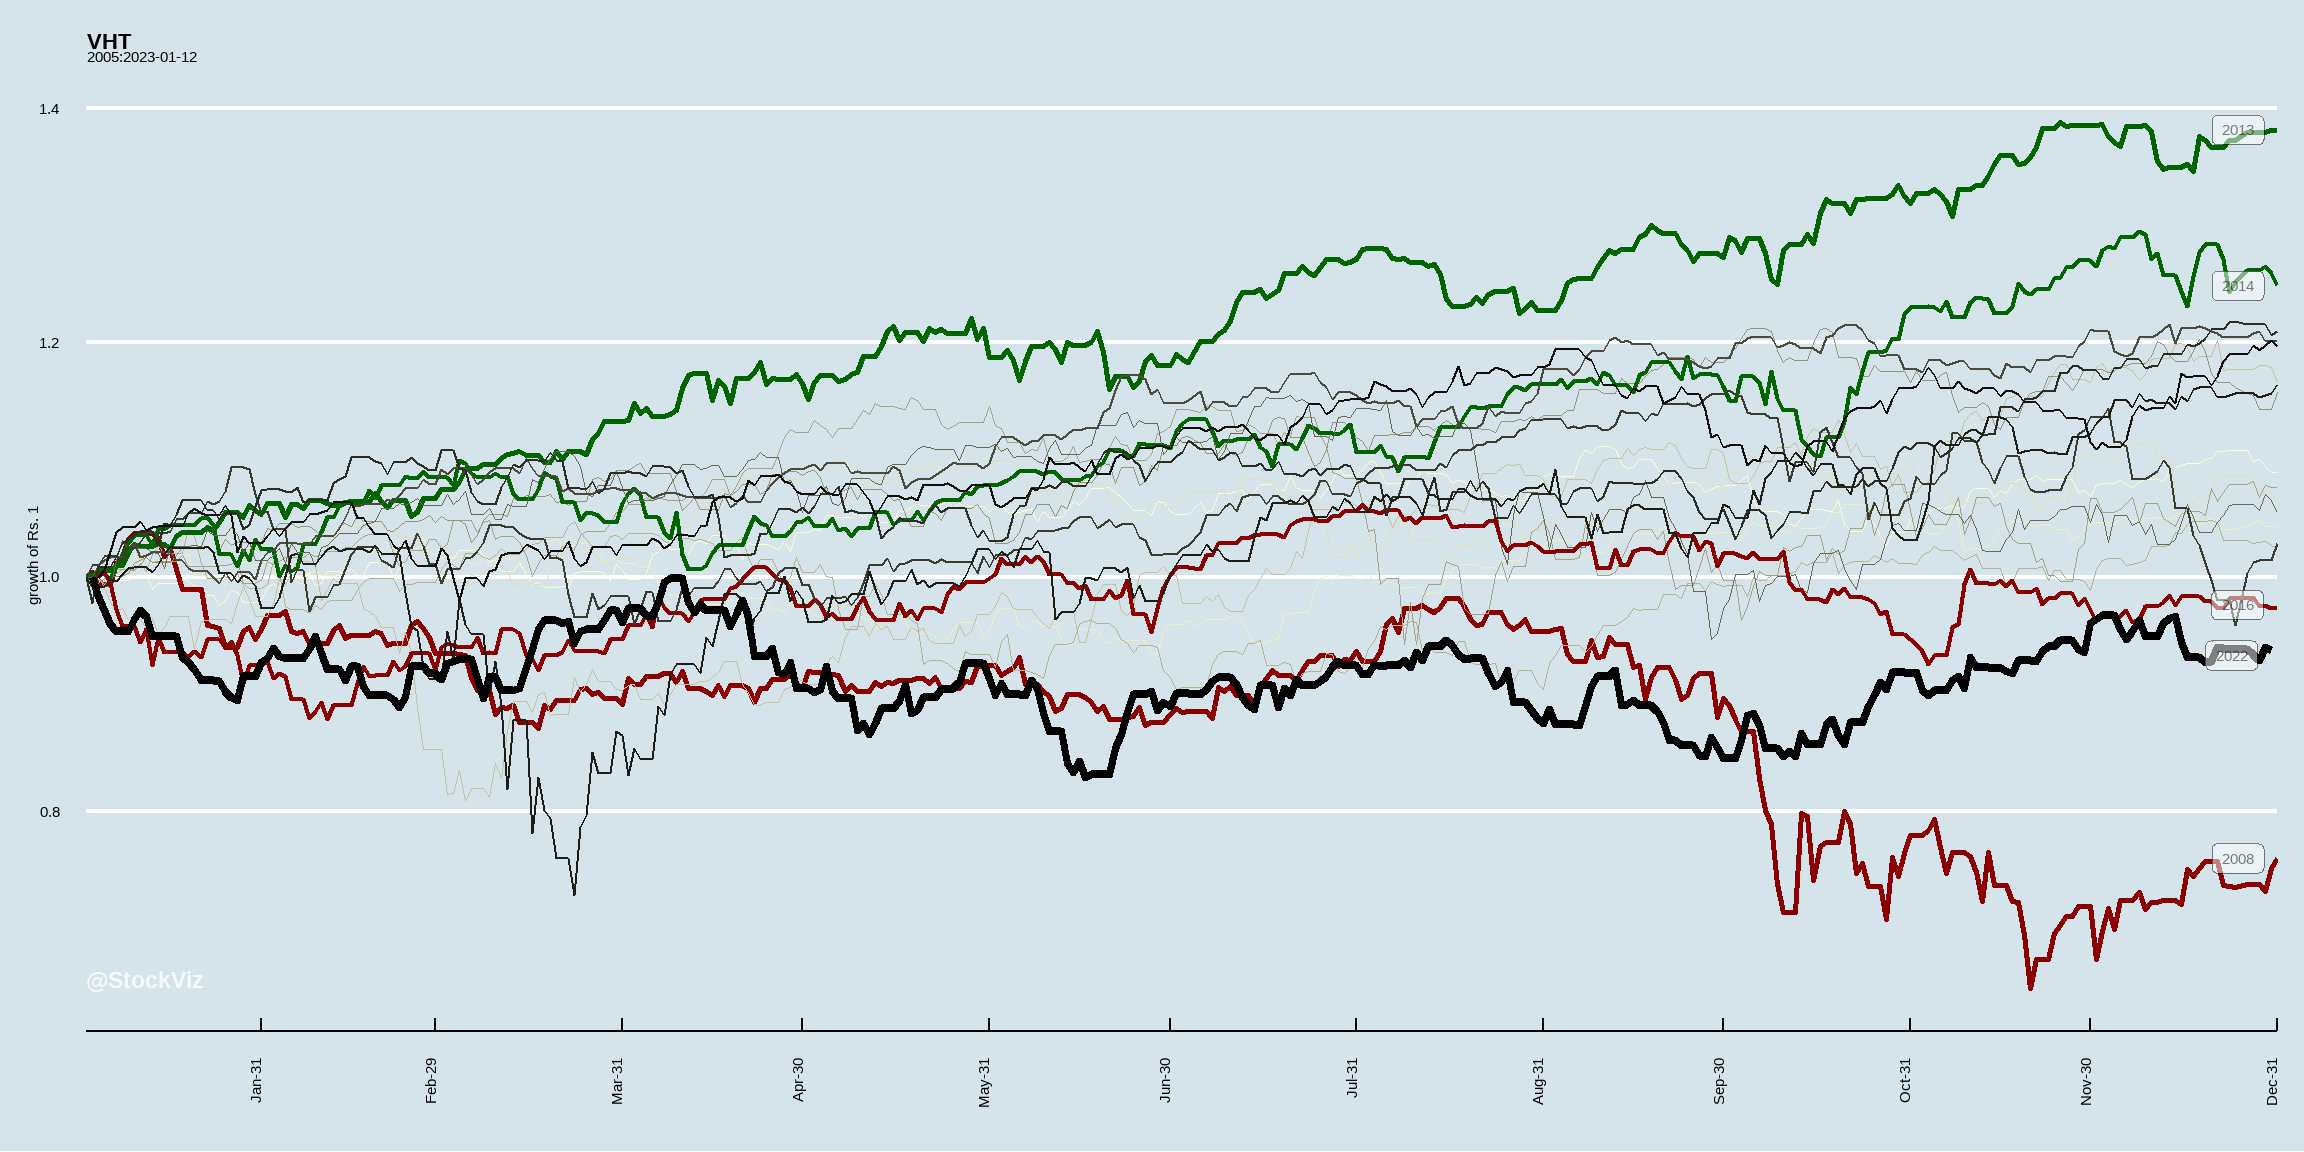 VHT
2005:2023-01-12
1.4
1.2
1.0
0.8
growth of Rs. 1
2013
2014
2016
2022
2008
@StockViz
Jan-31
Feb-29
Mar-31
Apr-30
May-31
Jun-30
Jul-31
Aug-31
Sep-30
Oct-31
Nov-30
Dec-31